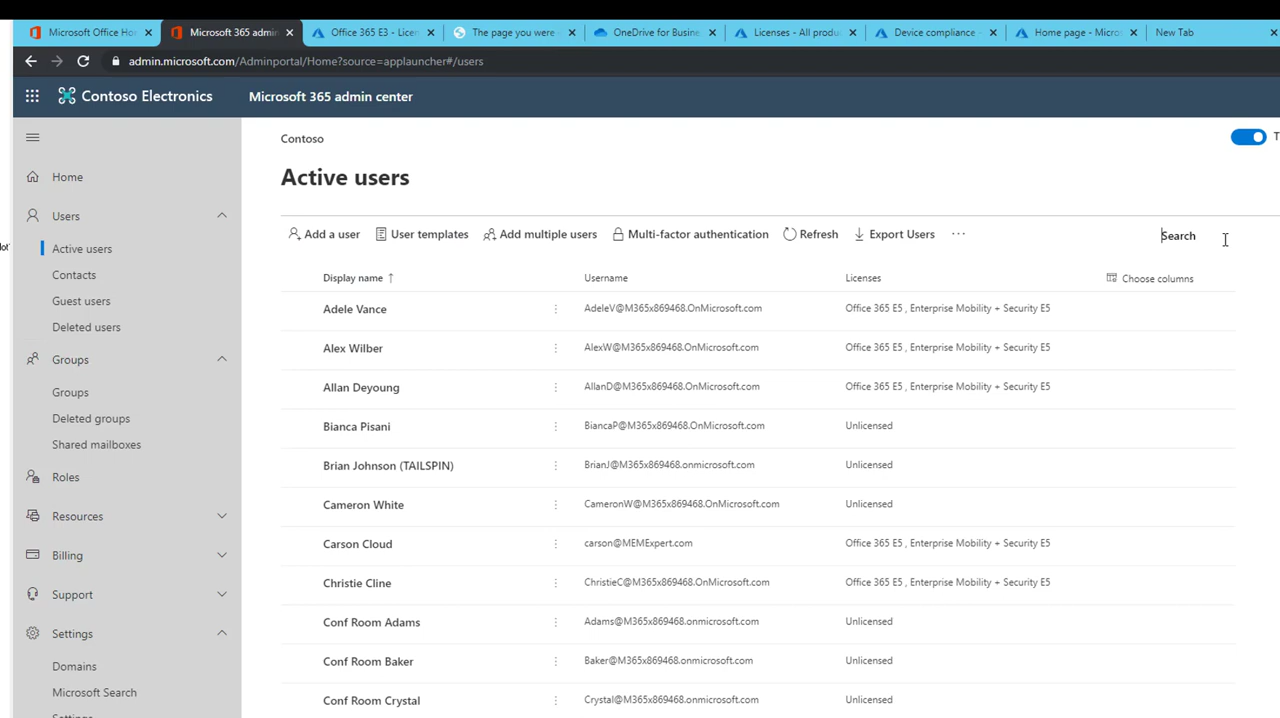 Microsoft Office Ho
Microsoft 365 admin
Office 365 E3 - Licen
The page you were
OneDrive for Busine
Licenses - All produ
Device compliance -
Home page - Micro
New Tab
admin.microsoft.com/Adminportal/Home?source=applauncher#/users
Contoso Electronics
Microsoft 365 admin center
Contoso
Active users
Home
Users
Active users
Contacts
Guest users
Deleted users
Groups
Groups
Deleted groups
Shared mailboxes
Roles
Resources
Billing
Support
Settings
Domains
Microsoft Search
Add a user
User templates
Add multiple users
Multi-factor authentication
Refresh
Export Users
Search
Display name ↑
Username
Licenses
Choose columns
Adele Vance AdeleV@M365x869468.OnMicrosoft.com Office 365 E5 , Enterprise Mobility + Security E5
Alex Wilber AlexW@M365x869468.OnMicrosoft.com Office 365 E5 , Enterprise Mobility + Security E5
Allan Deyoung AllanD@M365x869468.OnMicrosoft.com Office 365 E5 , Enterprise Mobility + Security E5
Bianca Pisani BiancaP@M365x869468.OnMicrosoft.com Unlicensed
Brian Johnson (TAILSPIN) BrianJ@M365x869468.onmicrosoft.com Unlicensed
Cameron White CameronW@M365x869468.OnMicrosoft.com Unlicensed
Carson Cloud carson@MEMExpert.com Office 365 E5 , Enterprise Mobility + Security E5
Christie Cline ChristieC@M365x869468.OnMicrosoft.com Office 365 E5 , Enterprise Mobility + Security E5
Conf Room Adams Adams@M365x869468.onmicrosoft.com Unlicensed
Conf Room Baker Baker@M365x869468.onmicrosoft.com Unlicensed
Conf Room Crystal Crystal@M365x869468.onmicrosoft.com Unlicensed